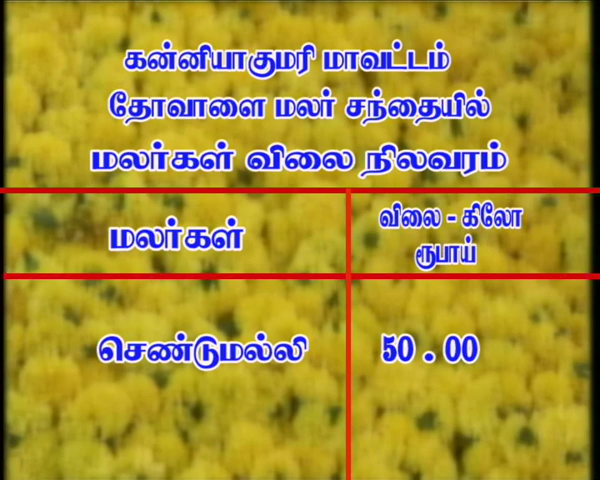 கன்னியாகுமரி மாவட்டம்
தோவாளை மலர் சந்தையில்
மலர்கள் விலை நிலவரம்
மலர்கள்
விலை - கிலோ
ரூபாய்
செண்டுமல்லி
50 . 00